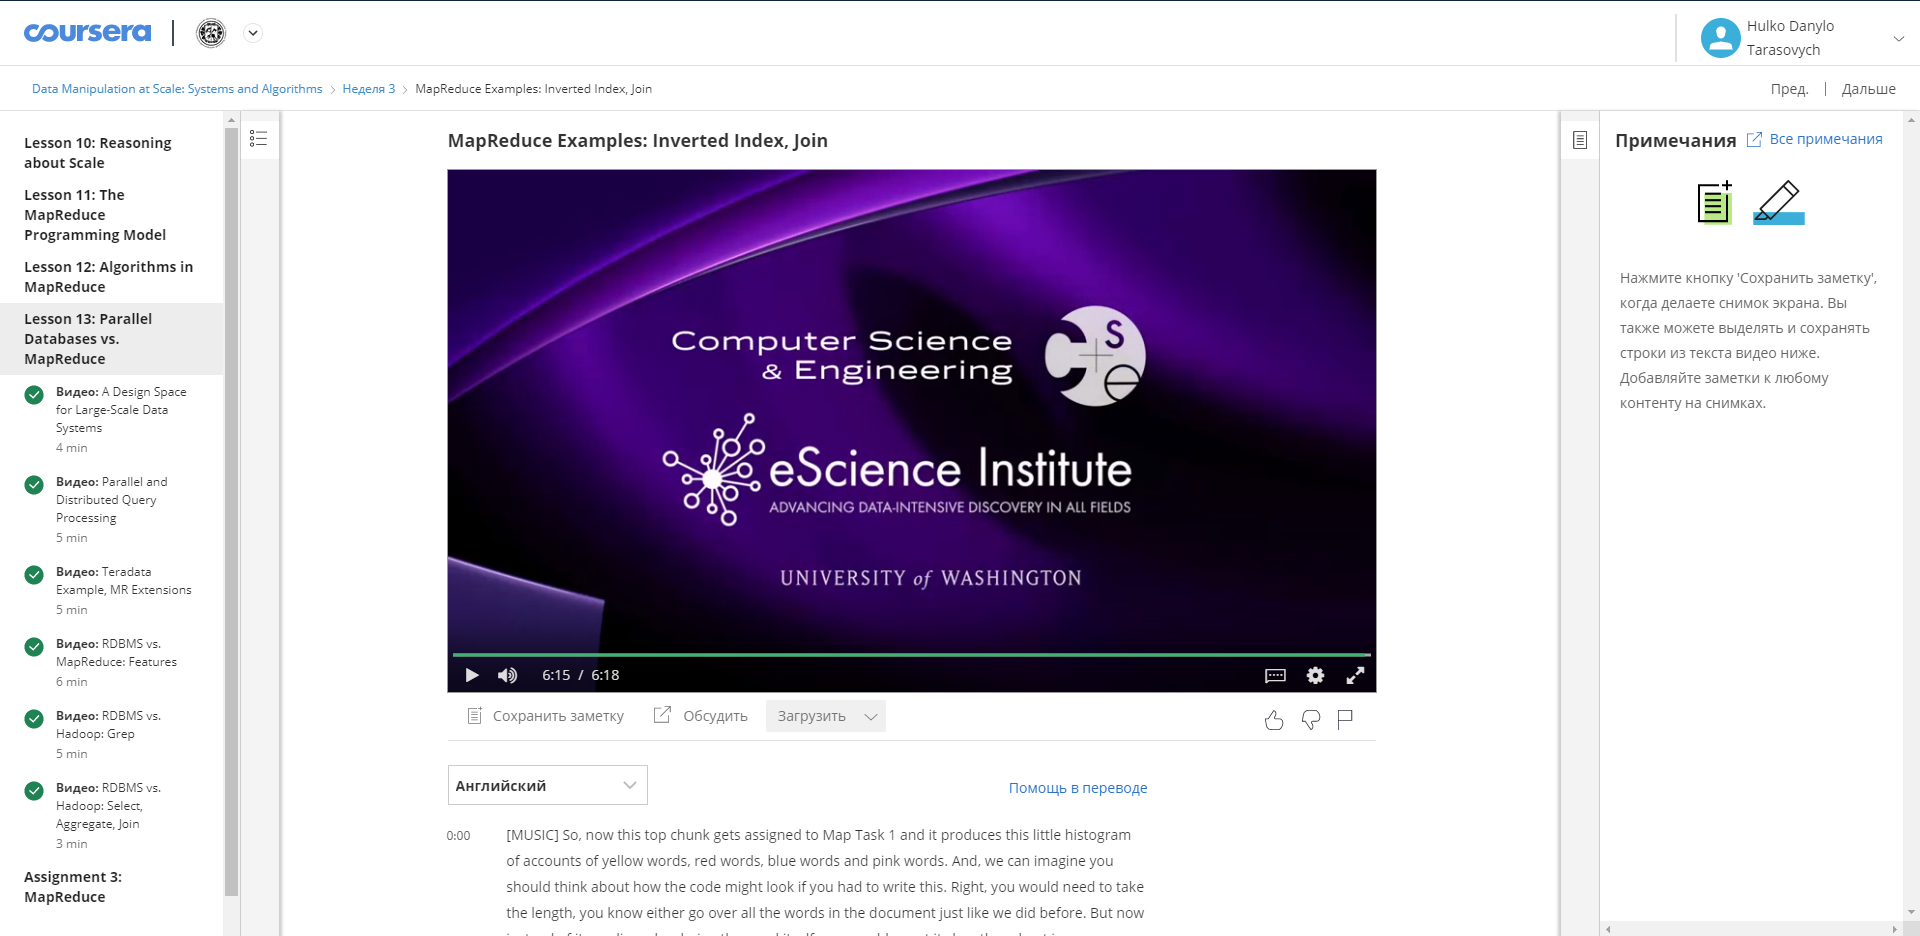 coursera
Hulko Danylo
Tarasovych
Data Manipulation at Scale: Systems and Algorithms > Неделя 3 > MapReduce Examples: Inverted Index, Join
Пред. | Дальше
Lesson 10: Reasoning
about Scale
Lesson 11: The
MapReduce
Programming Model
Lesson 12: Algorithms in
MapReduce
Lesson 13: Parallel
Databases vs.
MapReduce
Видео: A Design Space
for Large-Scale Data
Systems
4 min
Видео: Parallel and
Distributed Query
Processing
5 min
Видео: Teradata
Example, MR Extensions
5 min
Видео: RDBMS vs.
MapReduce: Features
6 min
Видео: RDBMS vs.
Hadoop: Grep
5 min
Видео: RDBMS vs.
Hadoop: Select,
Aggregate, Join
3 min
Assignment 3:
MapReduce
MapReduce Examples: Inverted Index, Join
Computer Science
& Engineering
CSe
eScience Institute
ADVANCING DATA-INTENSIVE DISCOVERY IN ALL FIELDS
UNIVERSITY of WASHINGTON
6:15 / 6:18
Сохранить заметку
Обсудить
Загрузить
Английский
Помощь в переводе
0:00
[MUSIC] So, now this top chunk gets assigned to Map Task 1 and it produces this little histogram
of accounts of yellow words, red words, blue words and pink words. And, we can imagine you
should think about how the code might look if you had to write this. Right, you would need to take
the length, you know either go over all the words in the document just like we did before. But now
Примечания
Все примечания
Нажмите кнопку 'Сохранить заметку',
когда делаете снимок экрана. Вы
также можете выделять и сохранять
строки из текста видео ниже.
Добавляйте заметки к любому
контенту на снимках.